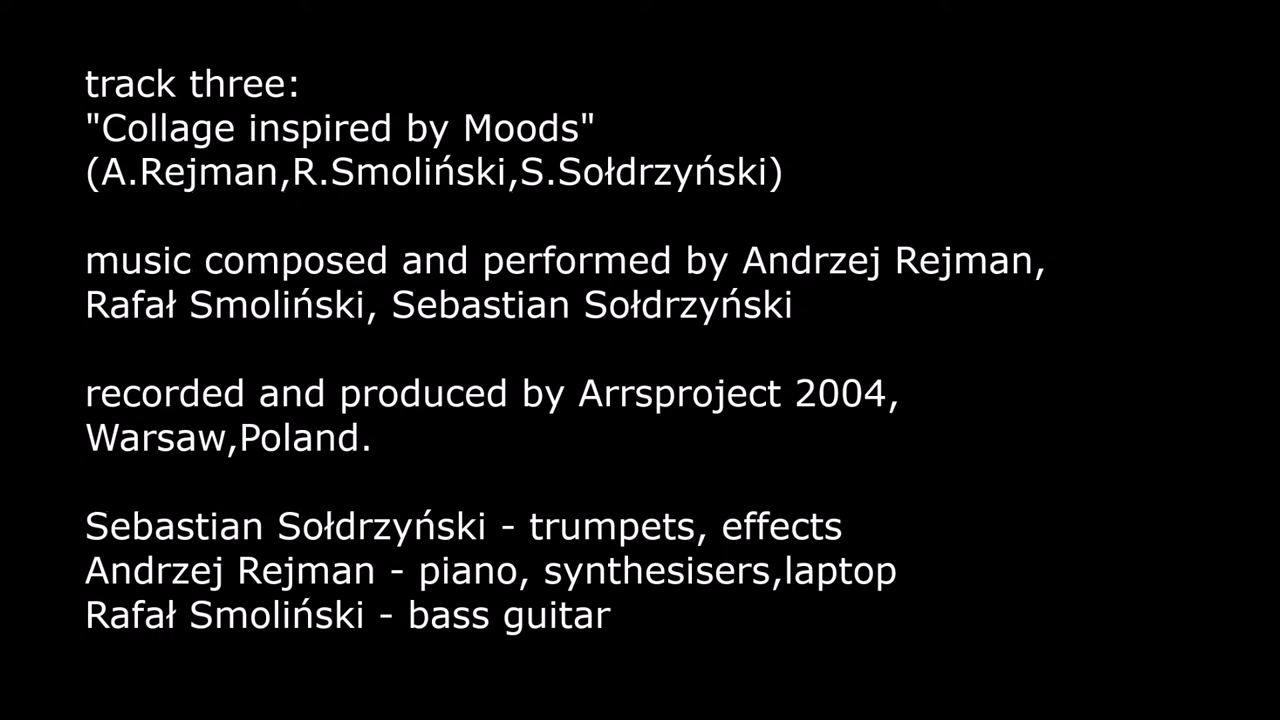 track three:
"Collage inspired by Moods"
(A.Rejman,R.Smoliński,S.Sołdrzyński)
music composed and performed by Andrzej Rejman,
Rafał Smoliński, Sebastian Sołdrzyński
recorded and produced by Arrsproject 2004,
Warsaw,Poland.
Sebastian Sołdrzyński - trumpets, effects
Andrzej Rejman - piano, synthesisers,laptop
Rafał Smoliński - bass guitar